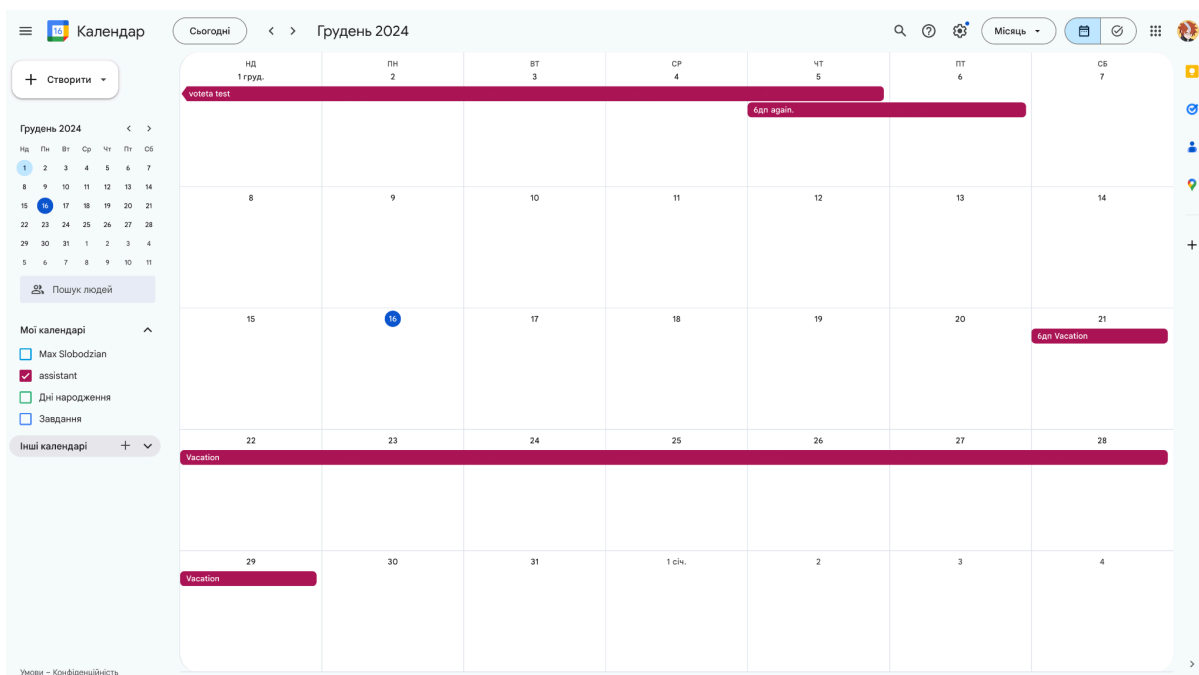 16 Календар Сьогодні Грудень 2024 Місяць
Створити
НД ПН ВТ СР ЧТ ПТ СБ
1 груд. 2 3 4 5 6 7
voteta test
6дп again.
Грудень 2024
Нд Пн Вт Ср Чт Пт Сб
1 2 3 4 5 6 7
8 9 10 11 12 13 14
15 16 17 18 19 20 21
22 23 24 25 26 27 28
29 30 31 1 2 3 4
5 6 7 8 9 10 11
Пошук людей
Мої календарі
Max Slobodzian
assistant
Дні народження
Завдання
Інші календарі
8 9 10 11 12 13 14
15 16 17 18 19 20 21
6дп Vacation
22 23 24 25 26 27 28
Vacation
29 30 31 1 січ. 2 3 4
Vacation
Умови – Конфіденційність